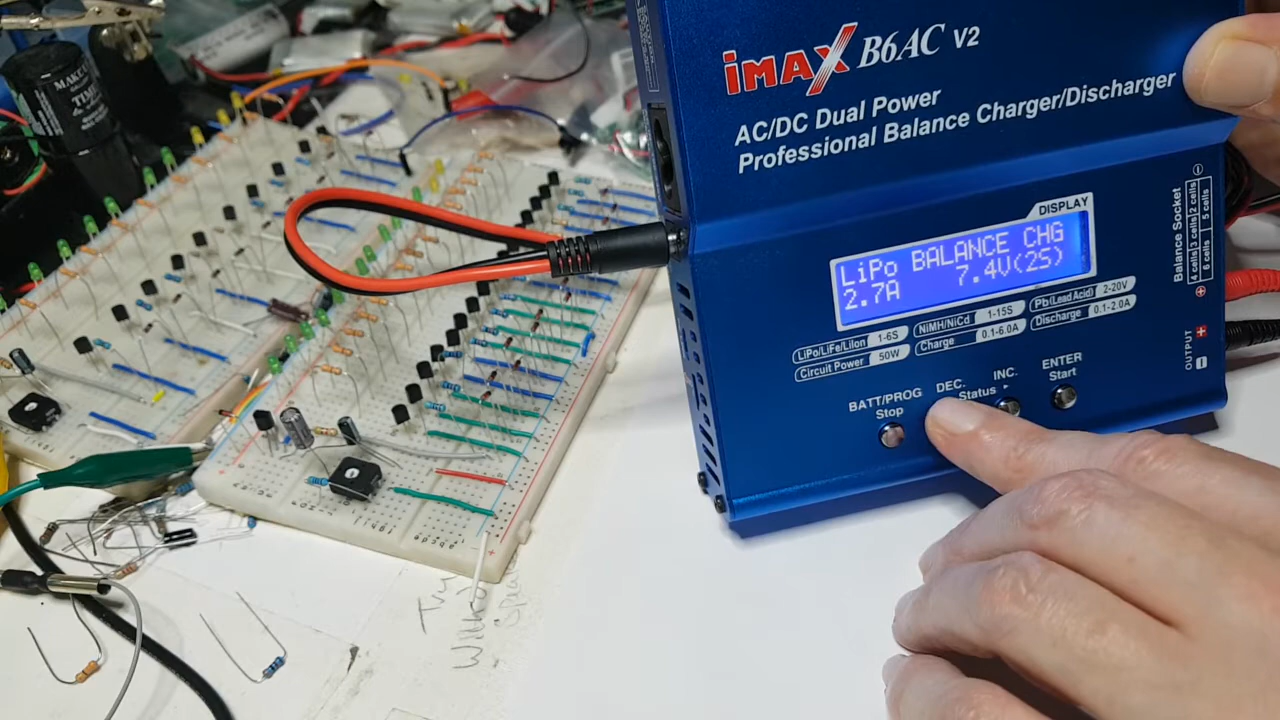 MAKE
TIME
iMAX B6AC V2
AC/DC Dual Power
Professional Balance Charger/Discharger
DISPLAY
LiPo BALANCE CHG
2.7A 7.4V(2S)
LiPo/LiFe/LiIon 1-6S
NiMH/NiCd 1-15S
Pb(Lead Acid) 2-20V
Circuit Power 50W
Charge 0.1-6.0A
Discharge 0.1-2.0A
BATT/PROG
Stop
DEC.
INC.
Status
ENTER
Start
Balance Socket
4 cells 3 cells 2 cells
6 cells 5 cells
OUTPUT
Try